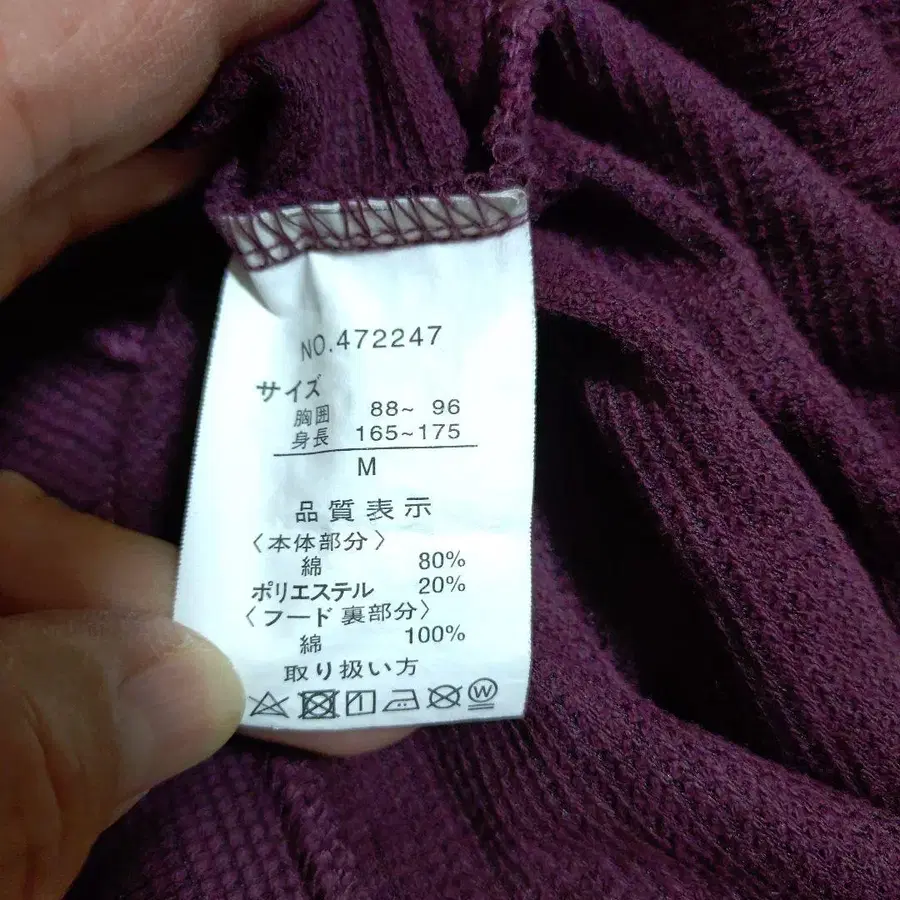 NO.472247
サイズ
胸囲 88~ 96
身長 165~175
M
品質表示
〈本体部分〉
綿 80%
ポリエステル 20%
〈フード裏部分〉
綿 100%
取り扱い方
W